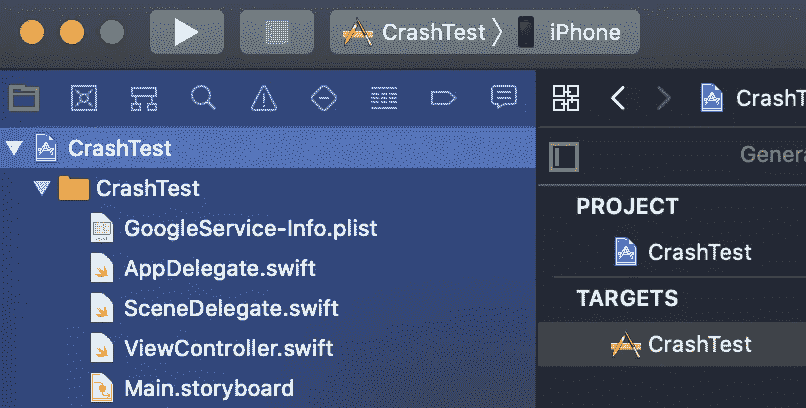 CrashTest iPhone
CrashT
Genera
CrashTest
CrashTest
GoogleService-Info.plist
AppDelegate.swift
SceneDelegate.swift
ViewController.swift
Main.storyboard
PROJECT
CrashTest
TARGETS
CrashTest